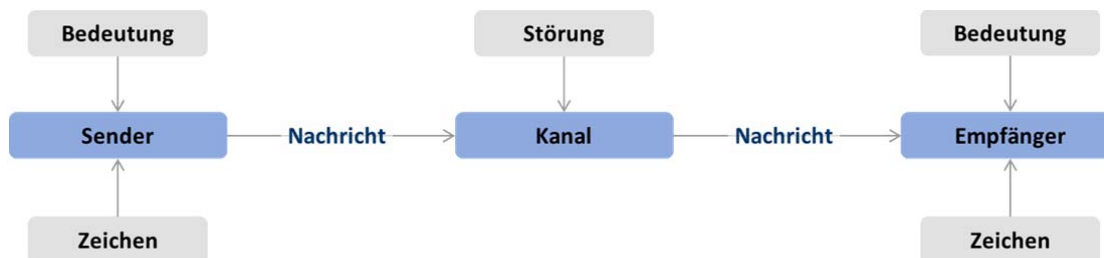 Bedeutung
Störung
Bedeutung
Sender
Nachricht
Kanal
Nachricht
Empfänger
Zeichen
Zeichen